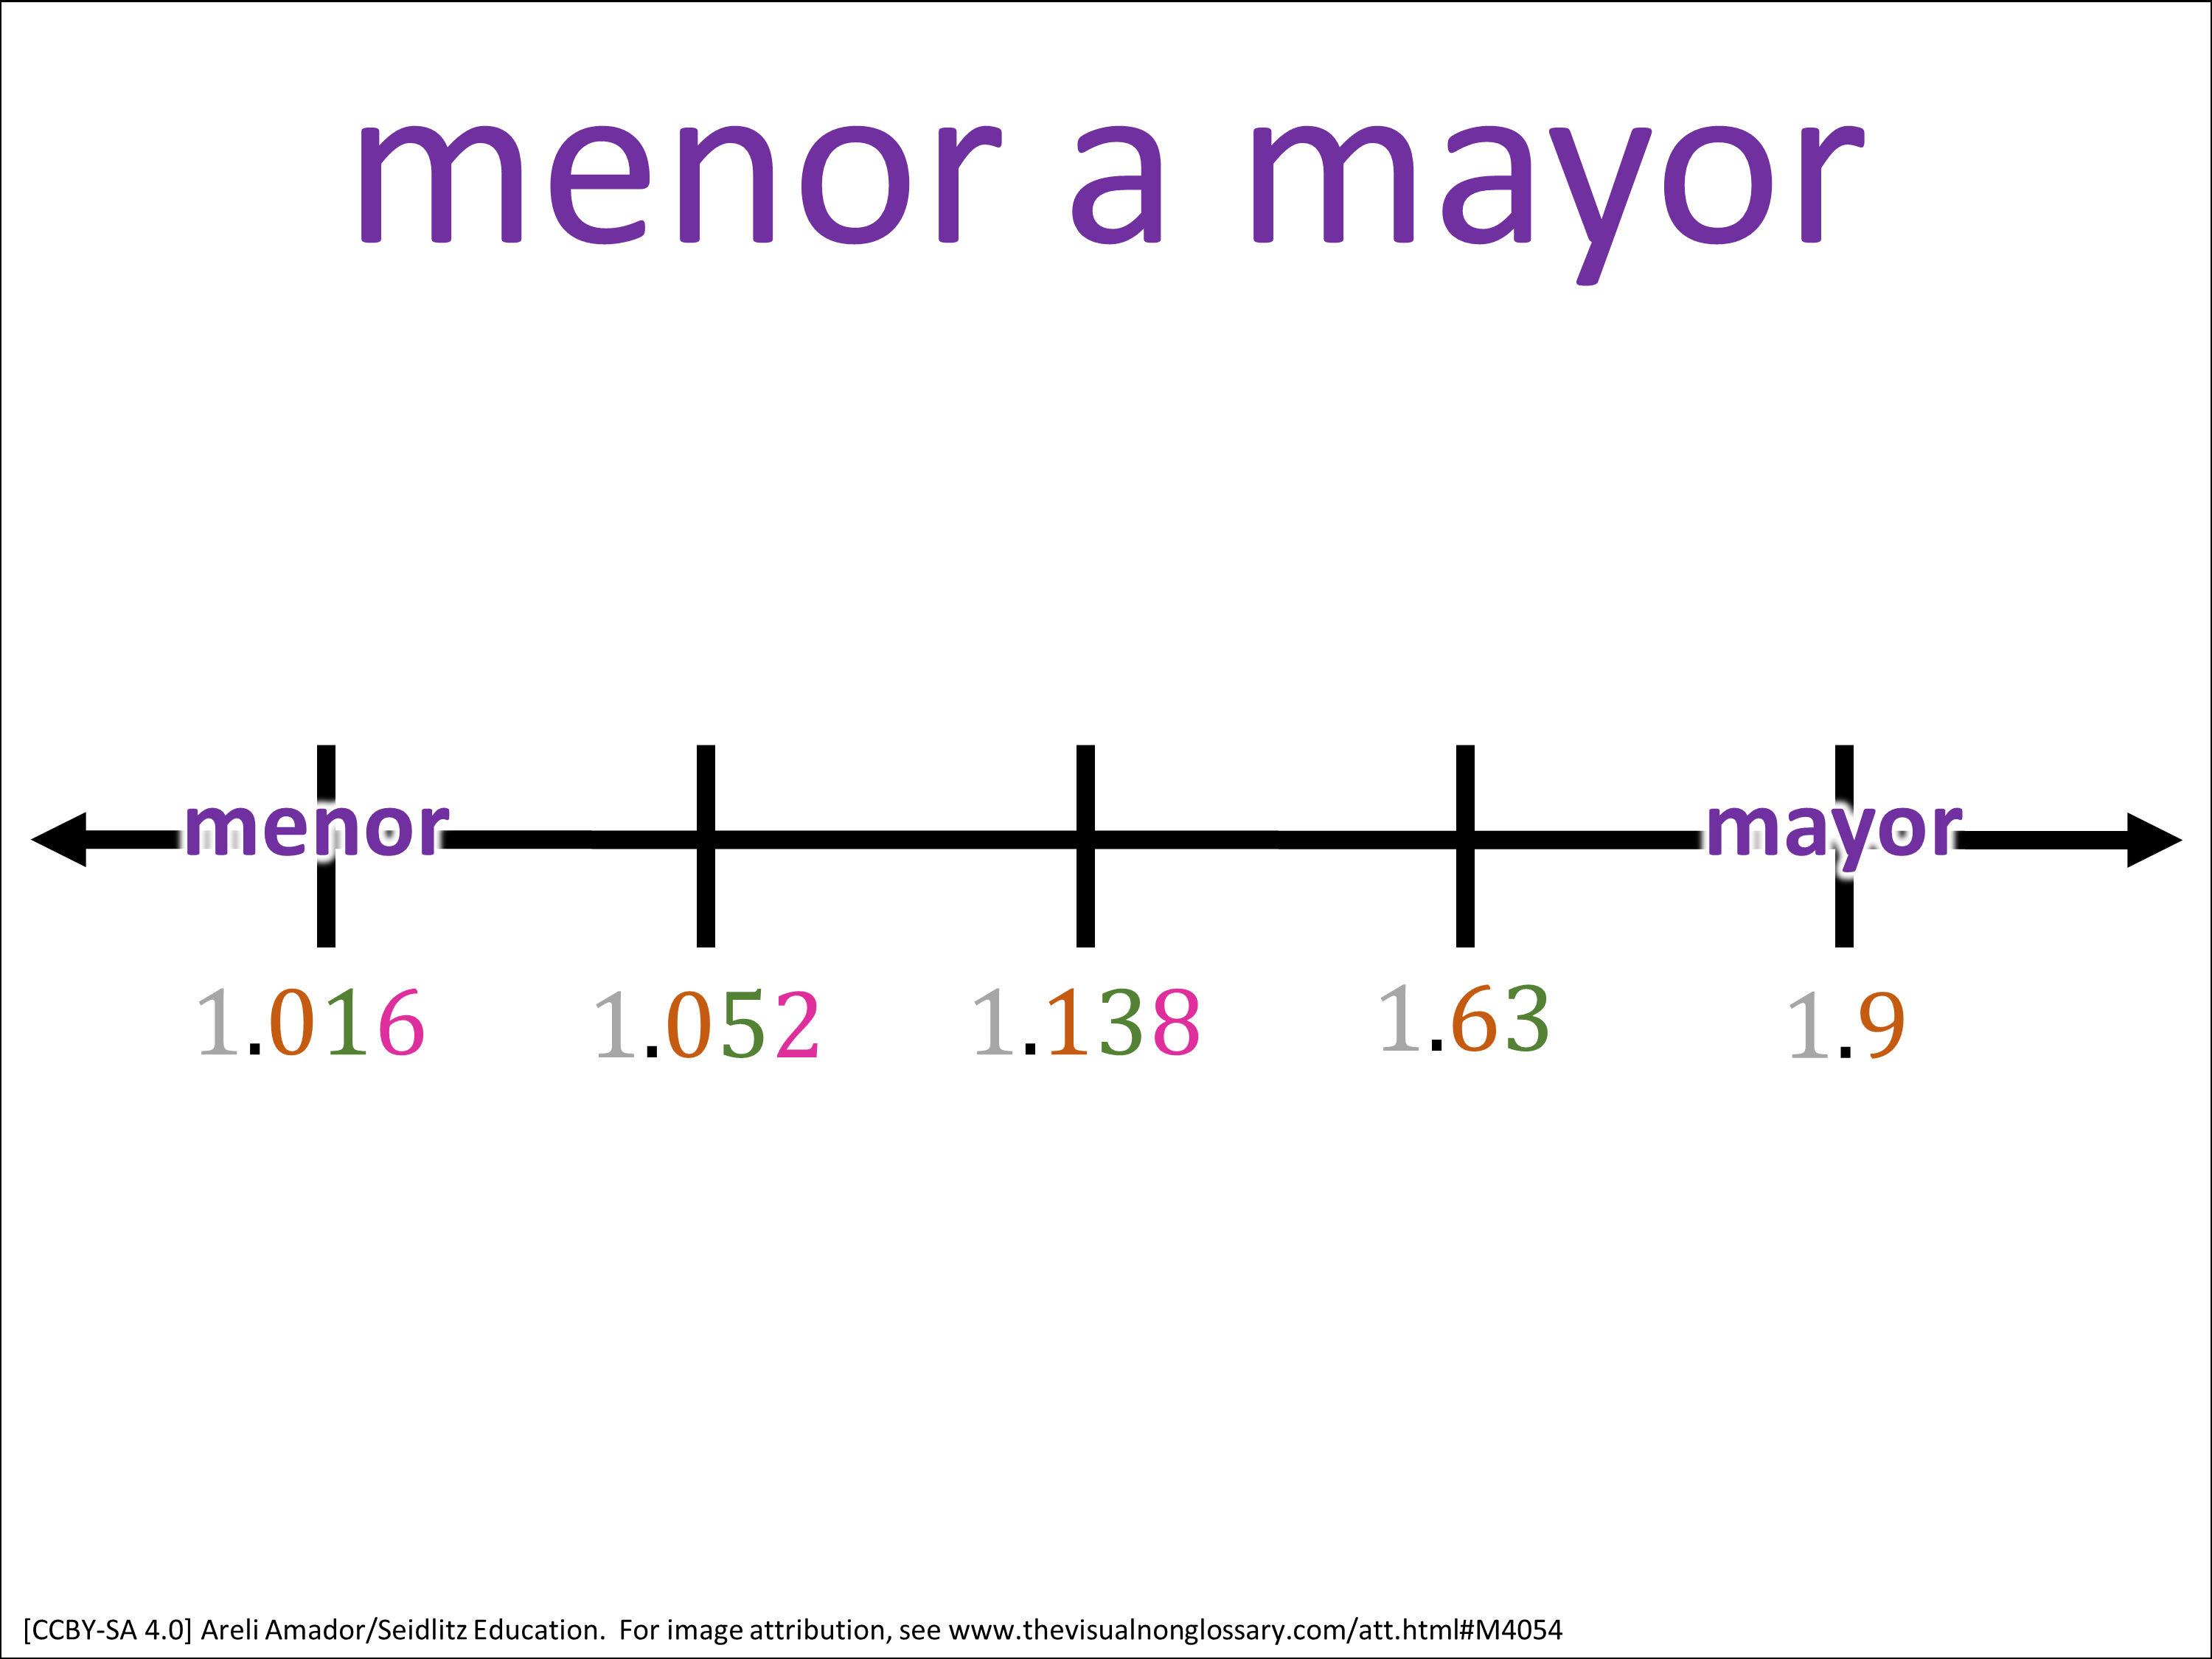 menor a mayor
menor mayor
1.016 1.052 1.138 1.63 1.9
[CCBY-SA 4.0] Areli Amador/Seidlitz Education. For image attribution, see www.thevisualnonglossary.com/att.html#M4054